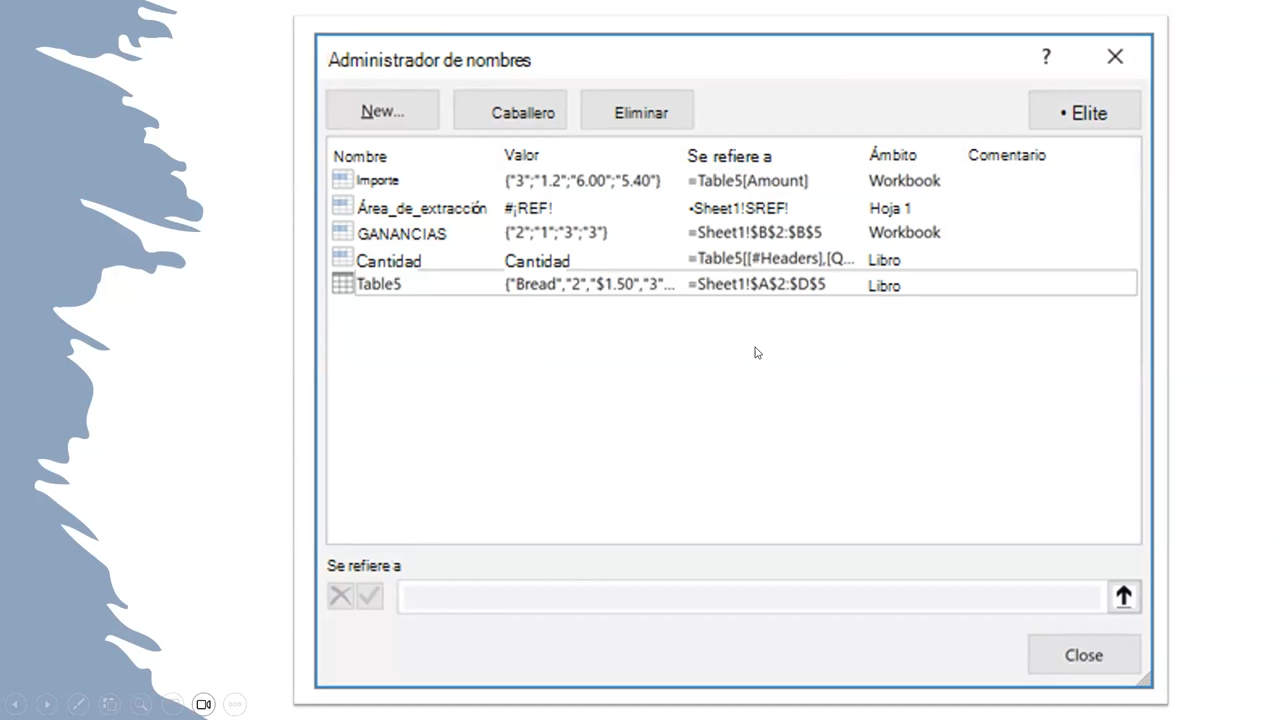 Administrador de nombres ?
New... Caballero Eliminar • Elite
Nombre Valor Se refiere a Ámbito Comentario
Importe {"3";"1.2";"6.00";"5.40"} =Table5[Amount] Workbook
Área_de_extracción #¡REF! •Sheet1!SREF! Hoja 1
GANANCIAS {"2";"1";"3";"3"} =Sheet1!$B$2:$B$5 Workbook
Cantidad Cantidad =Table5[[#Headers],[Q... Libro
Table5 {"Bread","2","$1.50","3"... =Sheet1!$A$2:$D$5 Libro
Se refiere a
Close